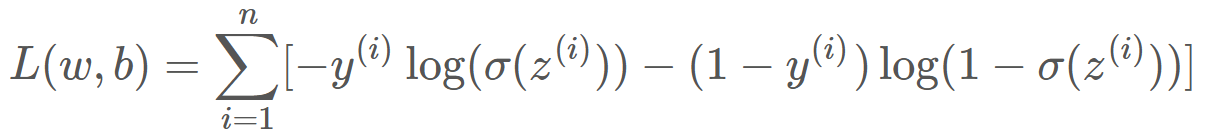 L(w, b) = \sum_{i=1}^{n} [-y^{(i)} \log(\sigma(z^{(i)})) - (1 - y^{(i)}) \log(1 - \sigma(z^{(i)}))]